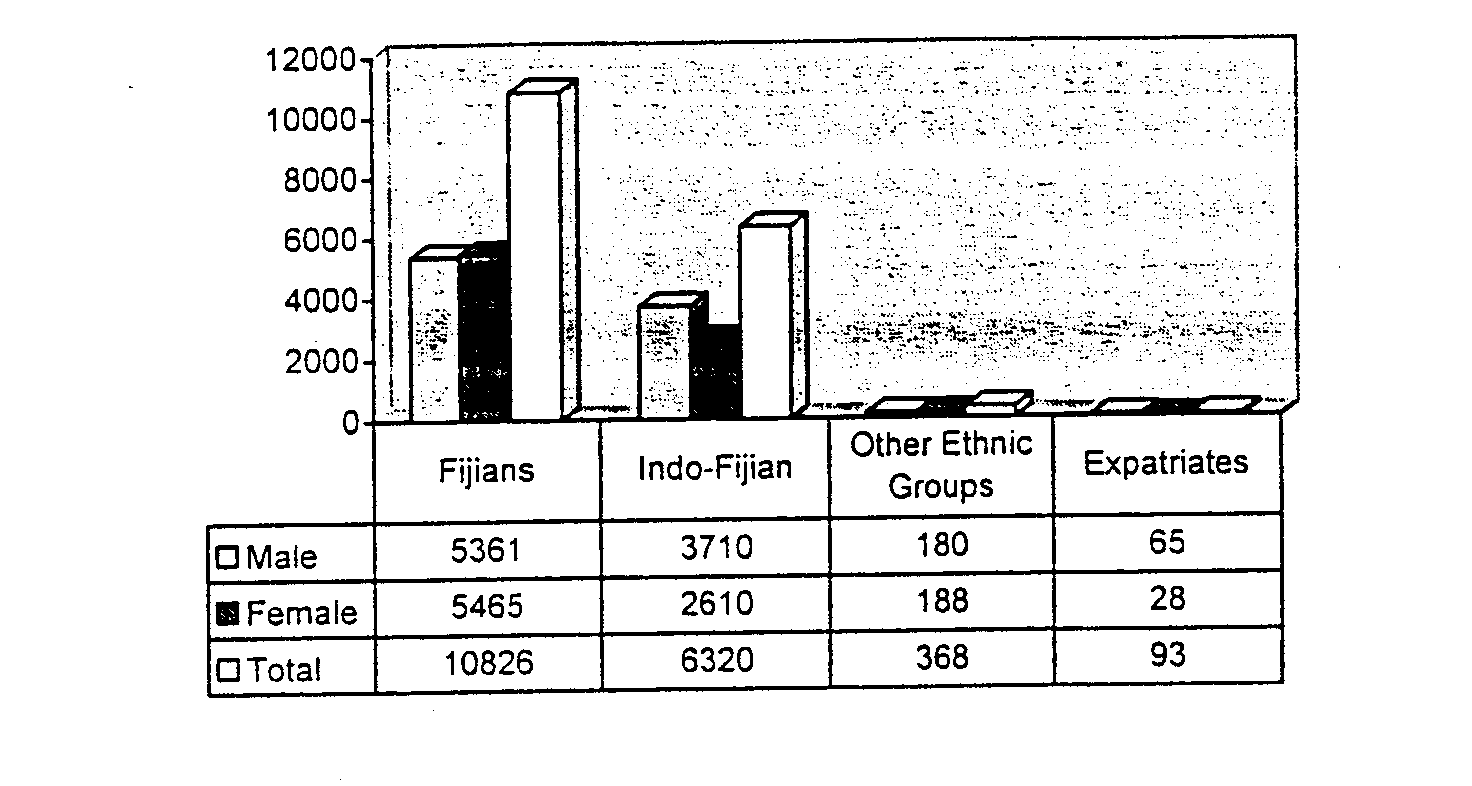 12000
10000
8000
6000
4000
2000
0
Fijians Indo-Fijian Other Ethnic Groups Expatriates
Male 5361 3710 180 65
Female 5465 2610 188 28
Total 10826 6320 368 93